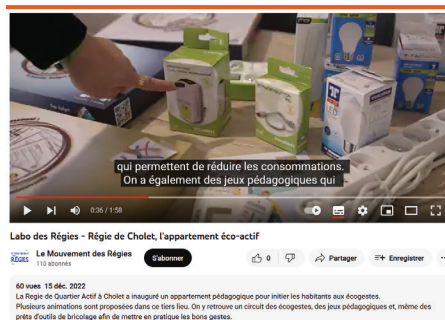 qui permettent de réduire les consommations.
On a également des jeux pédagogiques qui
0:36 / 1:58
Labo des Régies - Régie de Cholet, l'appartement éco-actif
RÉGIES
Le Mouvement des Régies
110 abonnés
S'abonner
0
Partager
Enregistrer
60 vues 15 déc. 2022
La Regie de Quartier Actif à Cholet a inauguré un appartement pédagogique pour initier les habitants aux écogestes.
Plusieurs animations sont proposées dans ce tiers lieu. On y retrouve un circuit des écogestes, des jeux pédagogiques et, même des
prêts d'outils de bricolage afin de mettre en pratique les bons gestes.